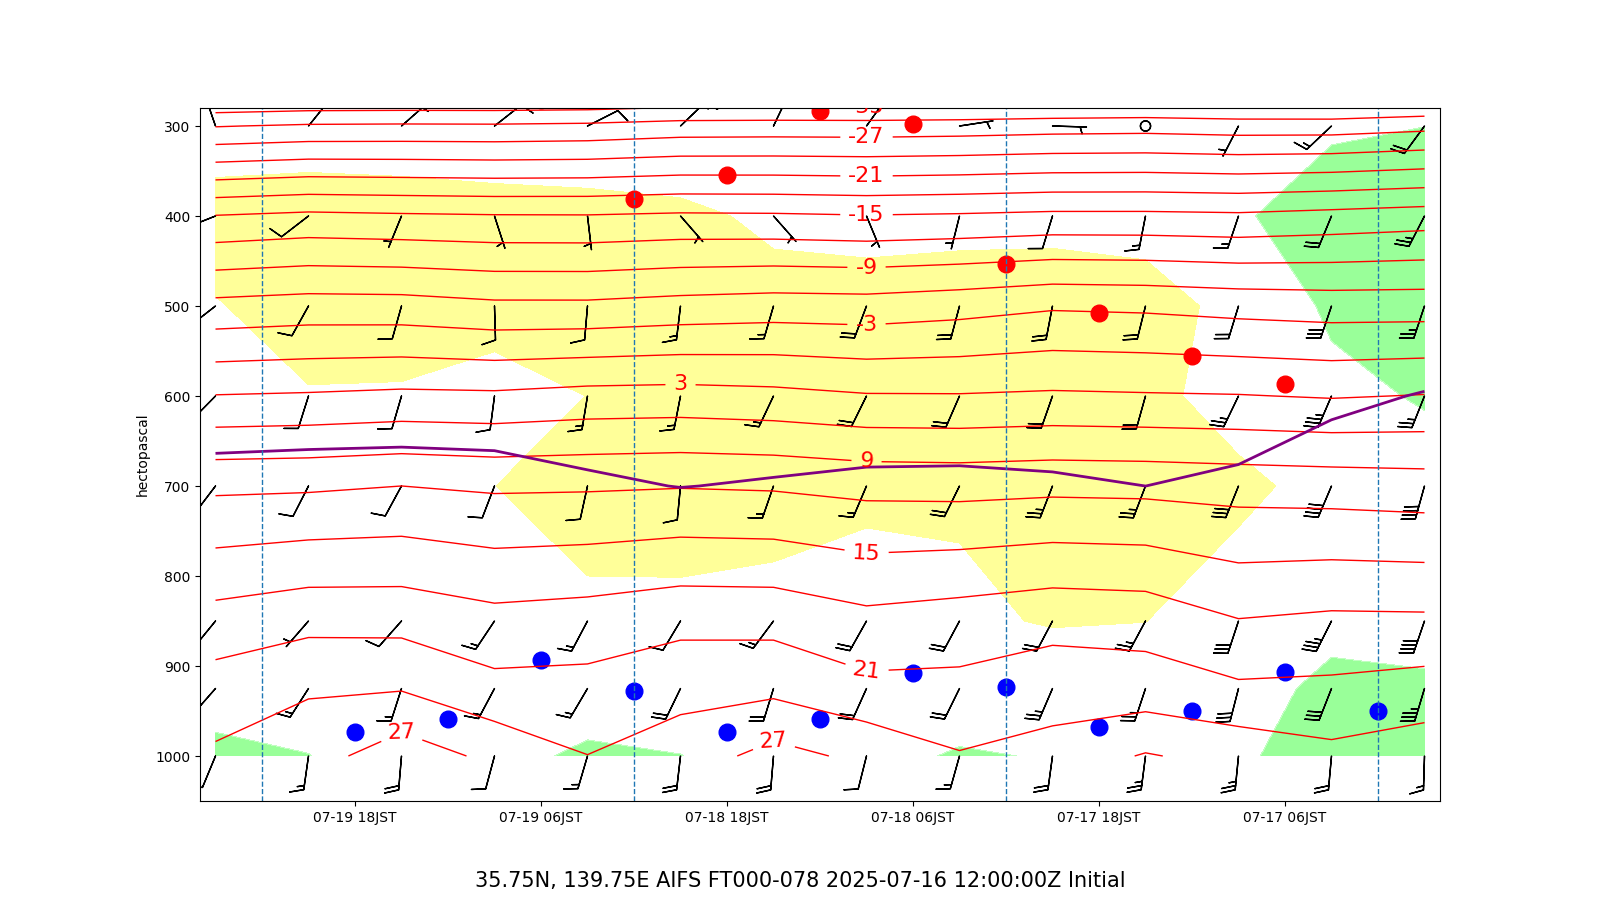 -27
-21
-15
-9
-3
3
9
15
21
27
27
300
400
500
600
700
800
900
1000
hectopascal
07-19 18JST
07-19 06JST
07-18 18JST
07-18 06JST
07-17 18JST
07-17 06JST
35.75N, 139.75E AIFS FT000-078 2025-07-16 12:00:00Z Initial